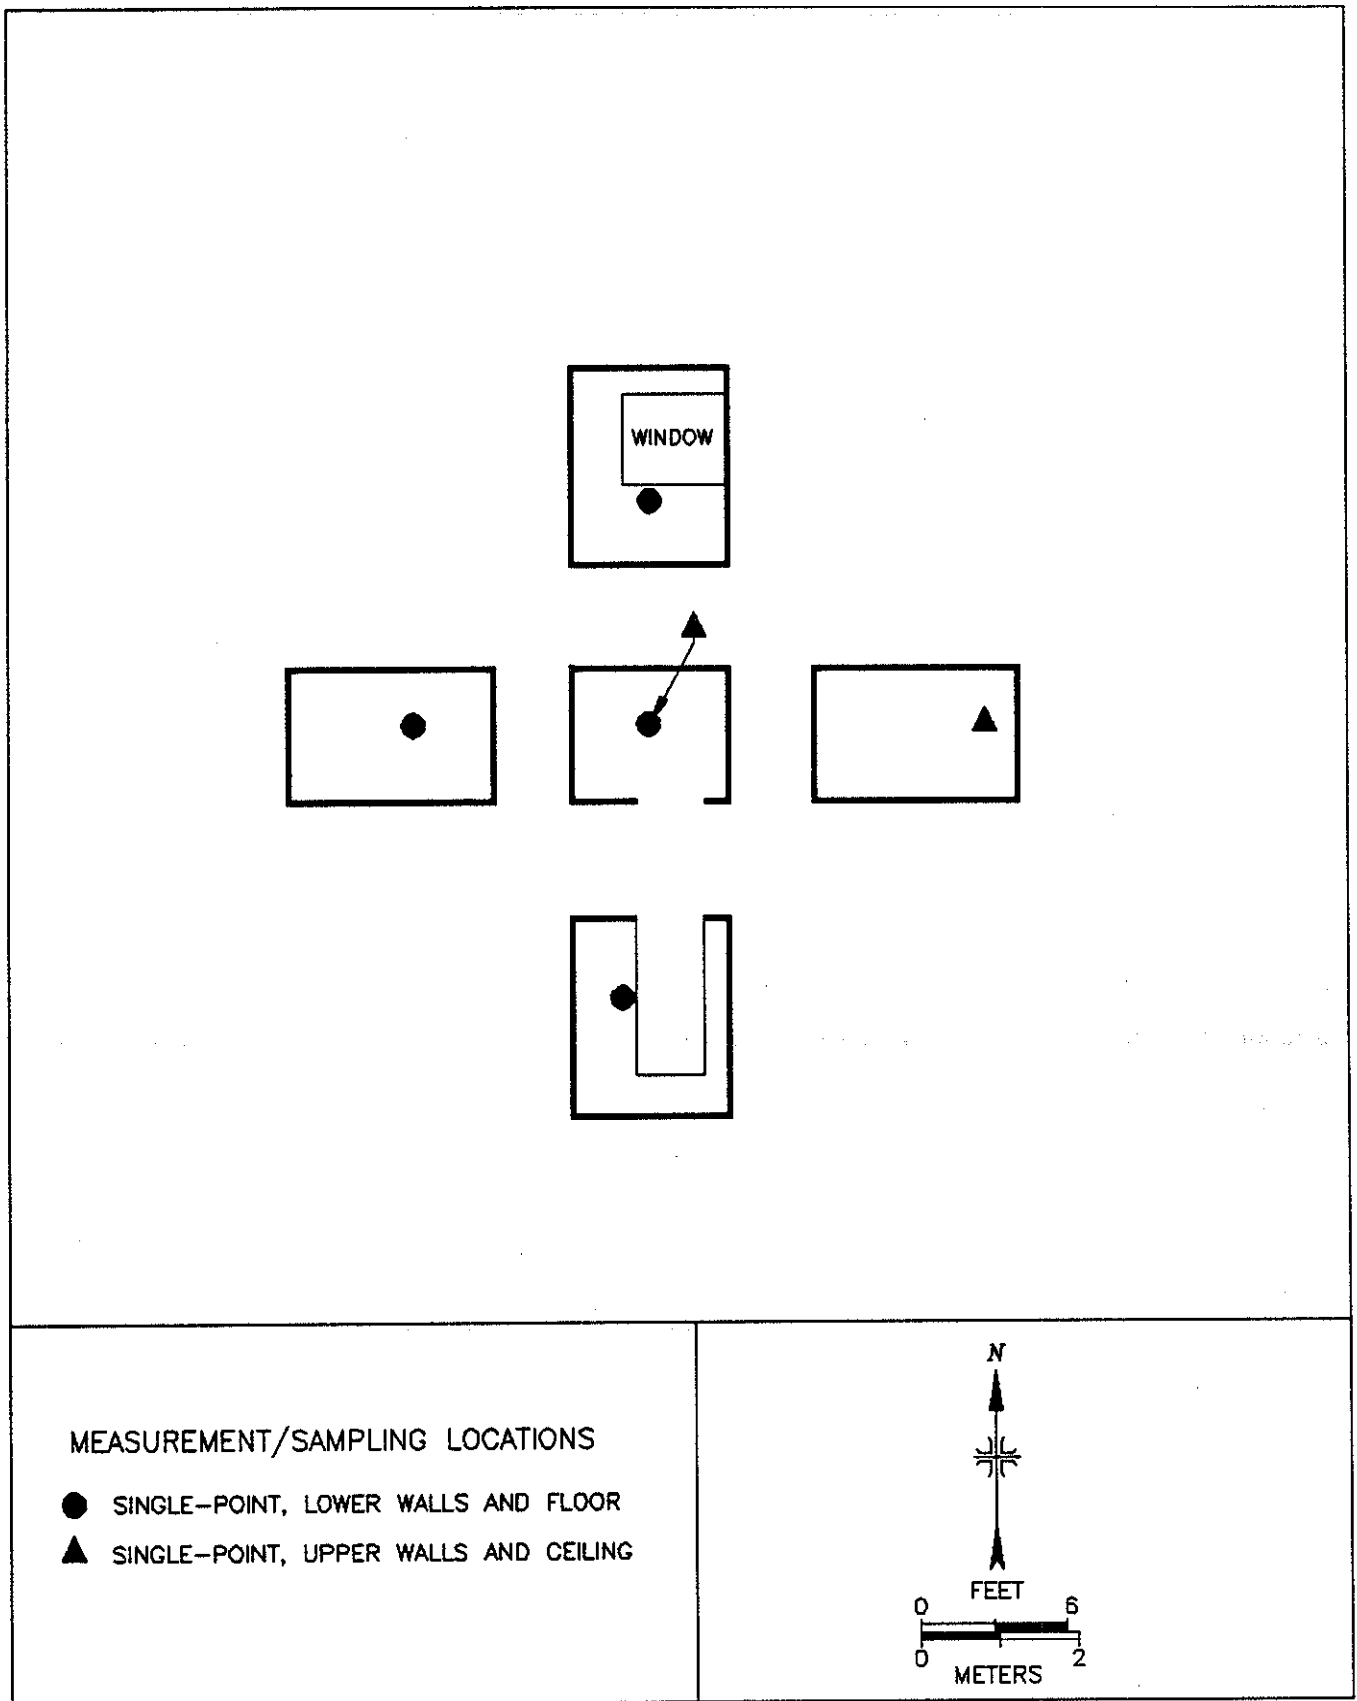 WINDOW
MEASUREMENT/SAMPLING LOCATIONS
SINGLE-POINT, LOWER WALLS AND FLOOR
SINGLE-POINT, UPPER WALLS AND CEILING
N
FEET
0 6
0 2
METERS